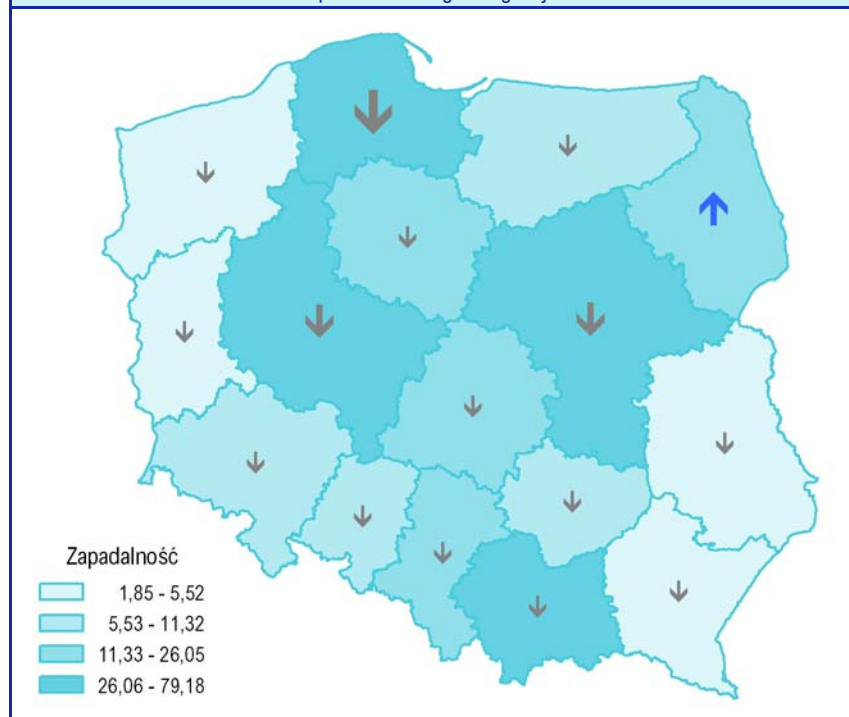 Zapadalność
1,85 - 5,52
5,53 - 11,32
11,33 - 26,05
26,06 - 79,18